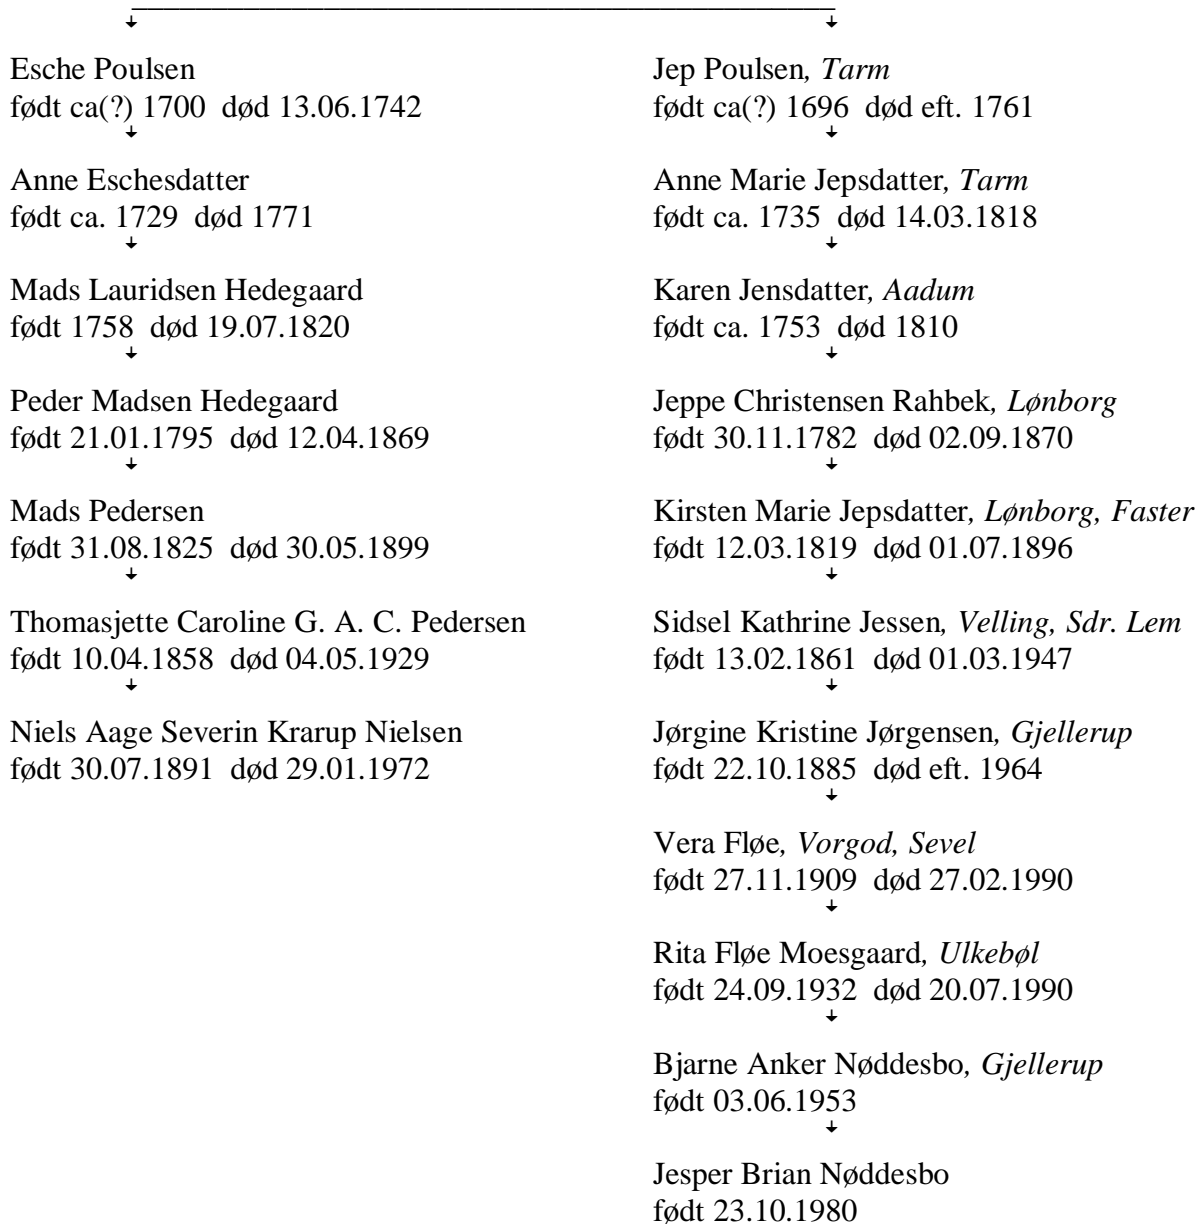 Esche Poulsen
født ca(?) 1700 død 13.06.1742
Anne Eschesdatter
født ca. 1729 død 1771
Mads Lauridsen Hedegaard
født 1758 død 19.07.1820
Peder Madsen Hedegaard
født 21.01.1795 død 12.04.1869
Mads Pedersen
født 31.08.1825 død 30.05.1899
Thomasjette Caroline G. A. C. Pedersen
født 10.04.1858 død 04.05.1929
Niels Aage Severin Krarup Nielsen
født 30.07.1891 død 29.01.1972
Jep Poulsen, Tarm
født ca(?) 1696 død eft. 1761
Anne Marie Jepsdatter, Tarm
født ca. 1735 død 14.03.1818
Karen Jensdatter, Aadum
født ca. 1753 død 1810
Jeppe Christensen Rahbek, Lønborg
født 30.11.1782 død 02.09.1870
Kirsten Marie Jepsdatter, Lønborg, Faster
født 12.03.1819 død 01.07.1896
Sidsel Kathrine Jessen, Velling, Sdr. Lem
født 13.02.1861 død 01.03.1947
Jørgine Kristine Jørgensen, Gjellerup
født 22.10.1885 død eft. 1964
Vera Fløe, Vorgod, Sevel
født 27.11.1909 død 27.02.1990
Rita Fløe Moesgaard, Ulkebøl
født 24.09.1932 død 20.07.1990
Bjarne Anker Nøddesbo, Gjellerup
født 03.06.1953
Jesper Brian Nøddesbo
født 23.10.1980